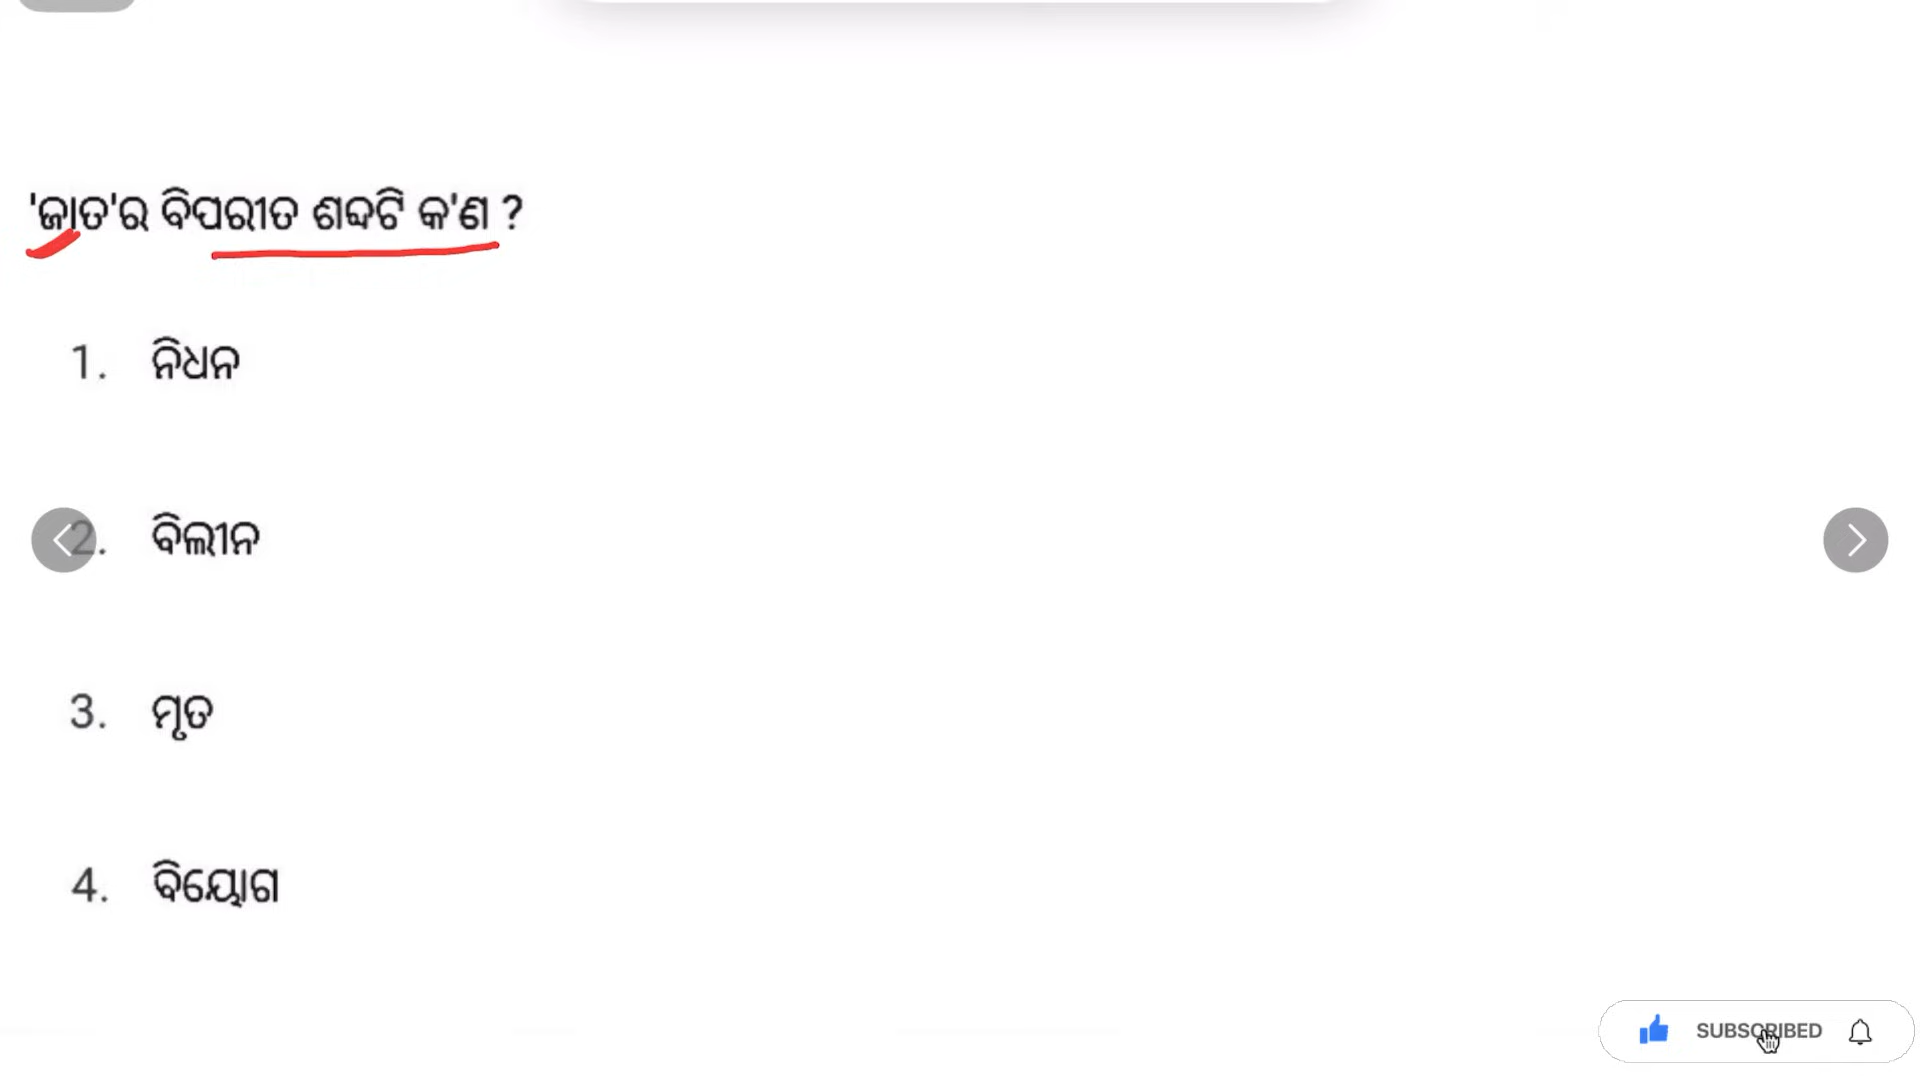 'ଜାତ'ର ବିପରୀତ ଶବ୍ଦଟି କ'ଣ ?
1. ନିଧନ
2. ବିଲୀନ
3. ମୃତ
4. ବିୟୋଗ
SUBSCRIBED